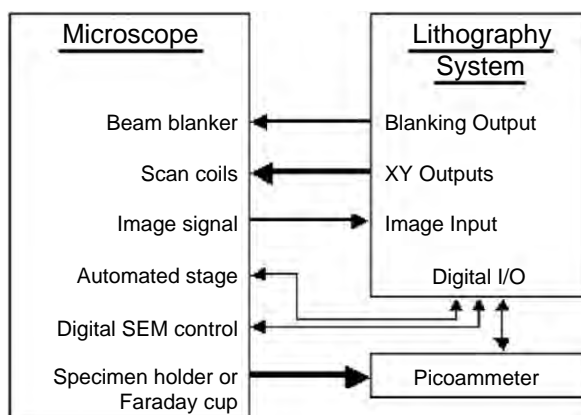 Microscope
Beam blanker
Scan coils
Image signal
Automated stage
Digital SEM control
Specimen holder or
Faraday cup
Lithography
System
Blanking Output
XY Outputs
Image Input
Digital I/O
Picoammeter